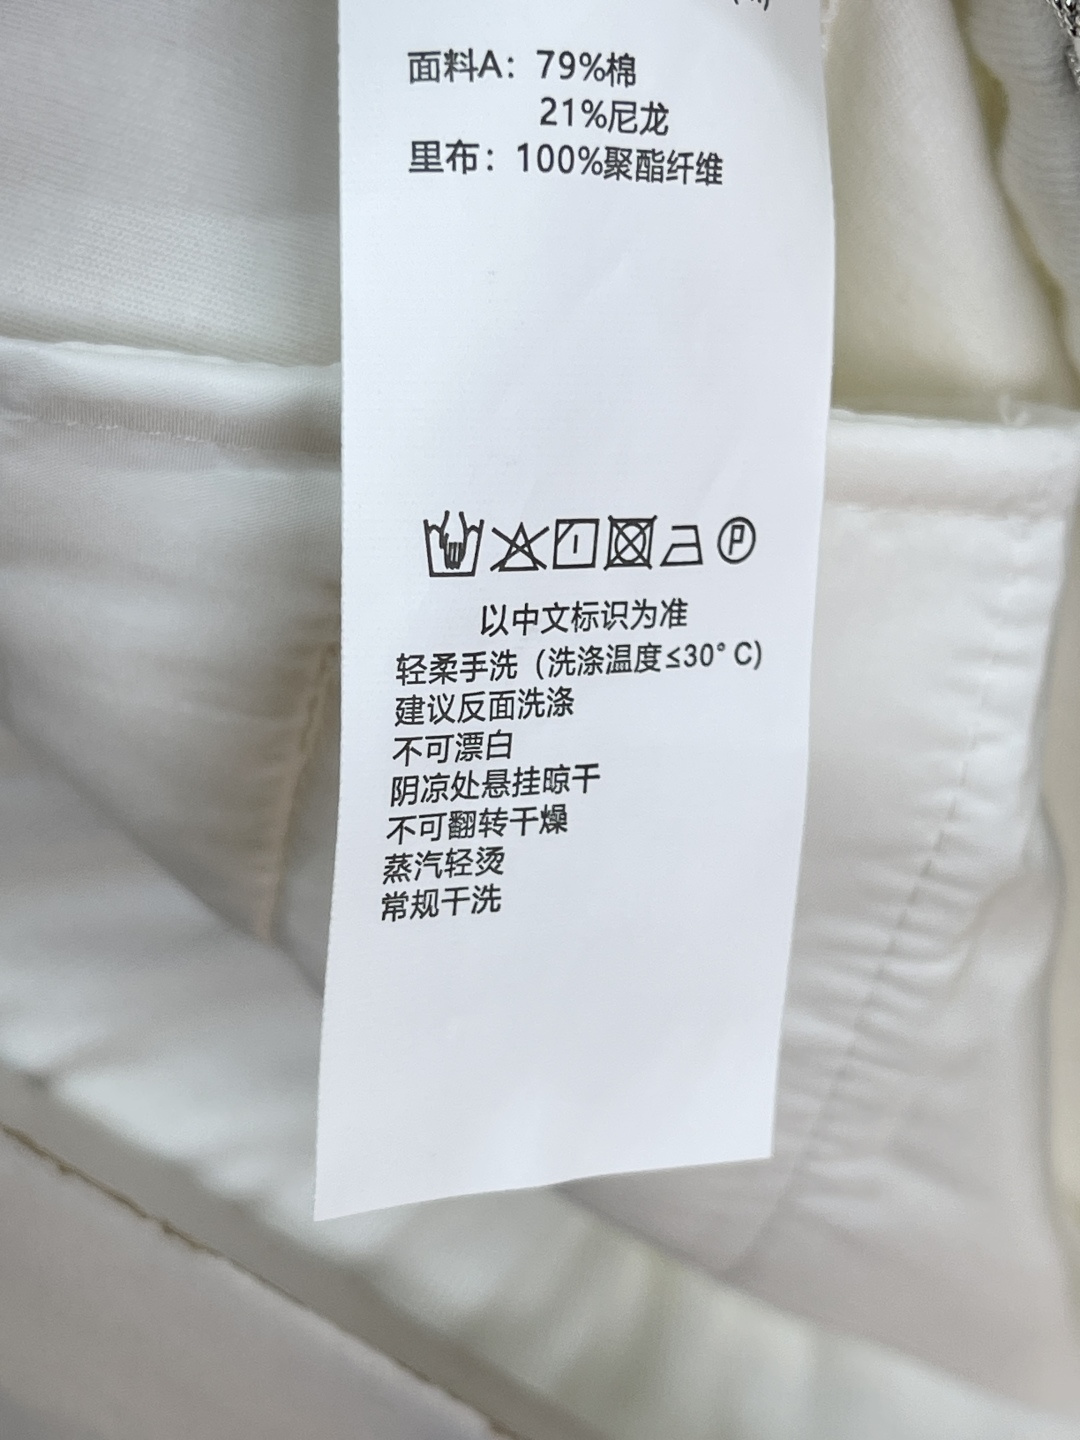 面料A：79%棉
21%尼龙
里布：100%聚酯纤维
P
以中文标识为准
轻柔手洗（洗涤温度≤30°C）
建议反面洗涤
不可漂白
阴凉处悬挂晾干
不可翻转干燥
蒸汽轻烫
常规干洗